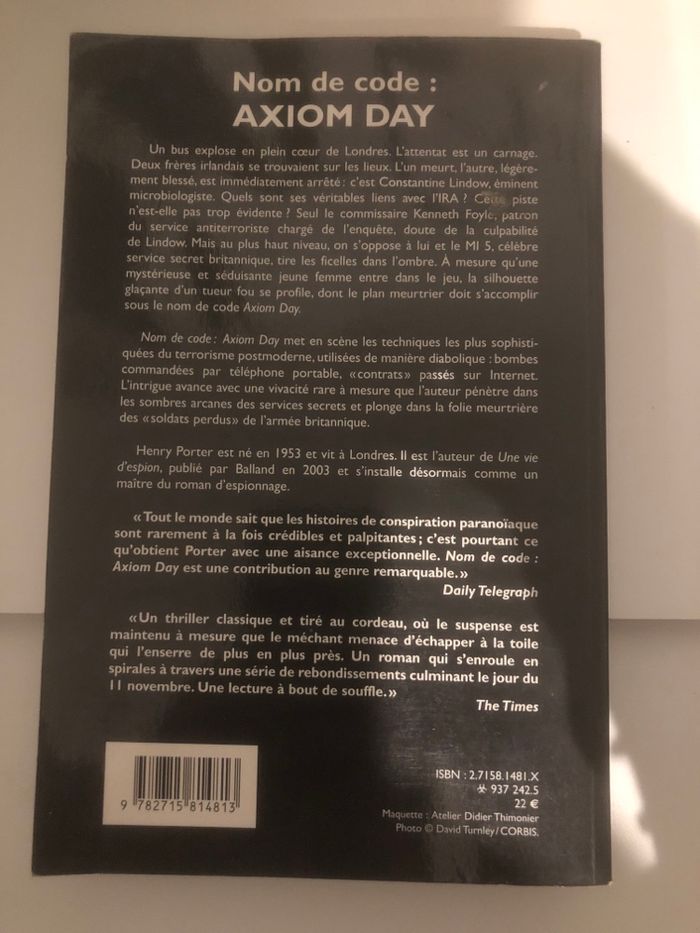 Nom de code :
AXIOM DAY
Un bus explose en plein cœur de Londres. L'attentat est un carnage.
Deux frères irlandais se trouvaient sur les lieux. L'un meurt, l'autre, légère-
ment blessé, est immédiatement arrêté : c'est Constantine Lindow, éminent
microbiologiste. Quels sont ses véritables liens avec l'IRA ? Cette piste
n'est-elle pas trop évidente ? Seul le commissaire Kenneth Foyle, patron
du service antiterroriste chargé de l'enquête, doute de la culpabilité
de Lindow. Mais au plus haut niveau, on s'oppose à lui et le MI 5, célèbre
service secret britannique, tire les ficelles dans l'ombre. À mesure qu'une
mystérieuse et séduisante jeune femme entre dans le jeu, la silhouette
glaçante d'un tueur fou se profile, dont le plan meurtrier doit s'accomplir
sous le nom de code Axiom Day.
Nom de code : Axiom Day met en scène les techniques les plus sophisti-
quées du terrorisme postmoderne, utilisées de manière diabolique : bombes
commandées par téléphone portable, «contrats» passés sur Internet.
L'intrigue avance avec une vivacité rare à mesure que l'auteur pénètre dans
les sombres arcanes des services secrets et plonge dans la folie meurtrière
des «soldats perdus» de l'armée britannique.
Henry Porter est né en 1953 et vit à Londres. Il est l'auteur de Une vie
d'espion, publié par Balland en 2003 et s'installe désormais comme un
maître du roman d'espionnage.
«Tout le monde sait que les histoires de conspiration paranoïaque
sont rarement à la fois crédibles et palpitantes ; c'est pourtant ce
qu'obtient Porter avec une aisance exceptionnelle. Nom de code :
Axiom Day est une contribution au genre remarquable.»
Daily Telegraph
«Un thriller classique et tiré au cordeau, où le suspense est
maintenu à mesure que le méchant menace d'échapper à la toile
qui l'enserre de plus en plus près. Un roman qui s'enroule en
spirales à travers une série de rebondissements culminant le jour du
11 novembre. Une lecture à bout de souffle.»
The Times
ISBN : 2.7158.1481.X
937 242.5
22 €
Maquette : Atelier Didier Thimonier
Photo © David Turnley/CORBIS.
9 782715 814813